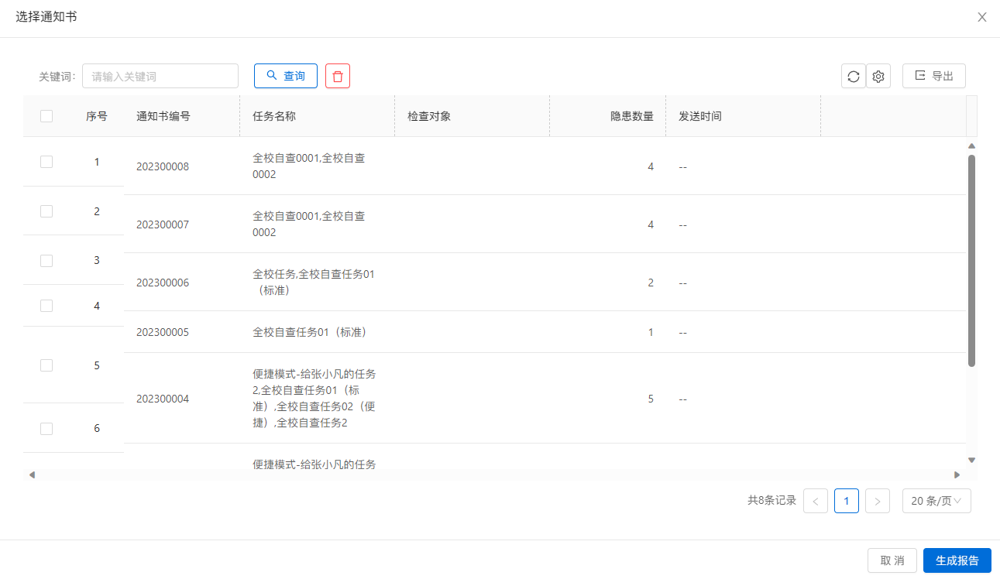 选择通知书
关键词: 请输入关键词 查询 导出
序号 通知书编号 任务名称 检查对象 隐患数量 发送时间
1 202300008 全校自查0001,全校自查
0002 4 --
2 202300007 全校自查0001,全校自查
0002 4 --
3 202300006 全校任务,全校自查任务01
（标准） 2 --
4 202300005 全校自查任务01（标准） 1 --
5 202300004 便捷模式-给张小凡的任务
2,全校自查任务01（标
准）,全校自查任务02（便
捷）,全校自查任务2 5 --
6 便捷模式-给张小凡的任务
共8条记录 < 1 > 20 条/页
取 消 生成报告